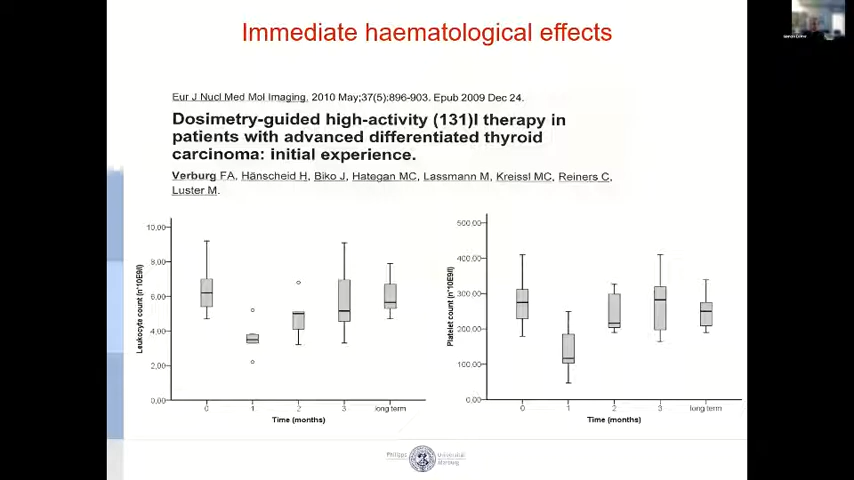 Immediate haematological effects
Eur J Nucl Med Mol Imaging, 2010 May;37(5):896-903. Epub 2009 Dec 24.
Dosimetry-guided high-activity (131)I therapy in
patients with advanced differentiated thyroid
carcinoma: initial experience.
Verburg FA, Hänscheid H, Biko J, Hategan MC, Lassmann M, Kreissl MC, Reiners C,
Luster M.
Leukocyte count (n*10E9/l)
10,00
8,00
6,00
4,00
2,00
0,00
0 1 2 3 long term
Time (months)
Platelet count (n*10E9/l)
500.00
400.00
300.00
200.00
100.00
0.00
0 1 2 3 long term
Time (months)
Philipps Universität
Marburg